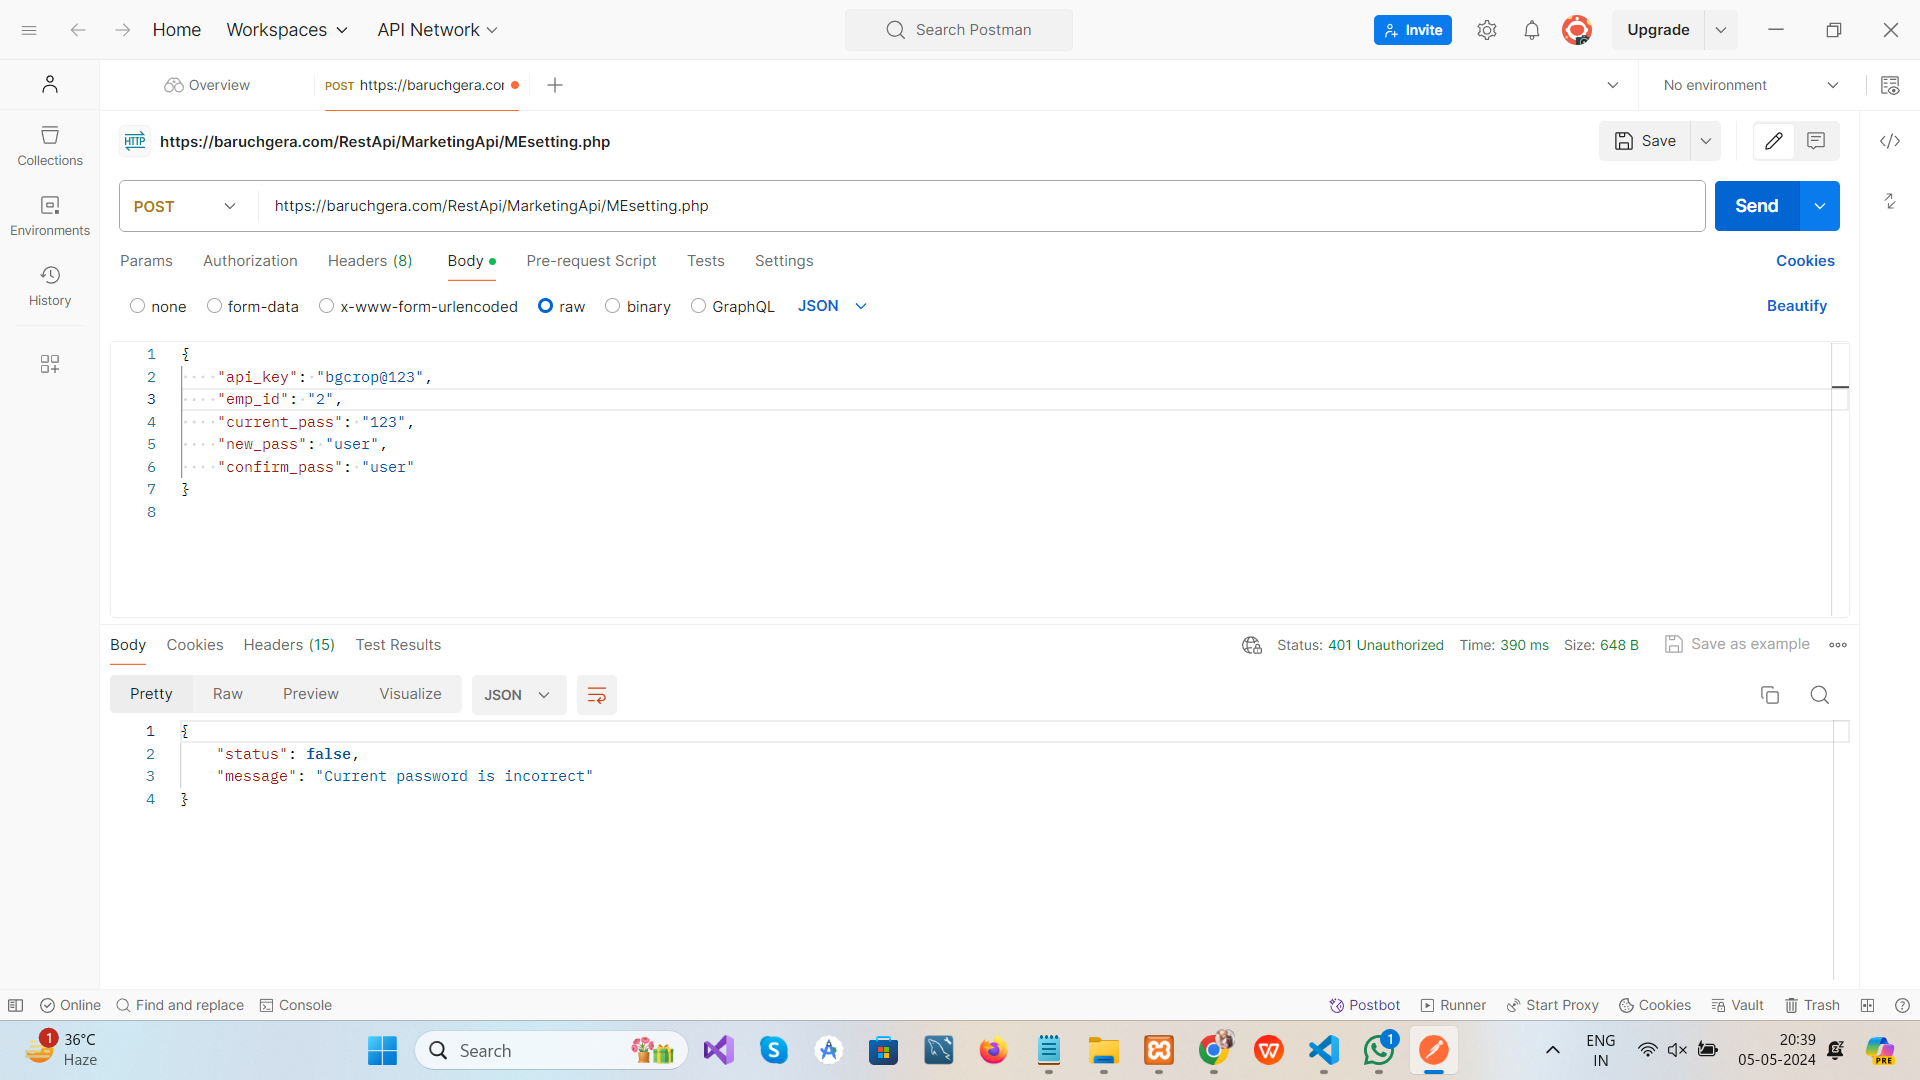 Home Workspaces API Network Search Postman Invite Upgrade
Overview POST https://baruchgera.cor No environment
HTTP https://baruchgera.com/RestApi/MarketingApi/MEsetting.php Save
Collections
POST https://baruchgera.com/RestApi/MarketingApi/MEsetting.php Send
Environments
Params Authorization Headers (8) Body Pre-request Script Tests Settings Cookies
History
none form-data x-www-form-urlencoded raw binary GraphQL JSON Beautify
1 {
2 "api_key": "bgcrop@123",
3 "emp_id": "2",
4 "current_pass": "123",
5 "new_pass": "user",
6 "confirm_pass": "user"
7 }
8
Body Cookies Headers (15) Test Results Status: 401 Unauthorized Time: 390 ms Size: 648 B Save as example
Pretty Raw Preview Visualize JSON
1 {
2 "status": false,
3 "message": "Current password is incorrect"
4 }
Online Find and replace Console Postbot Runner Start Proxy Cookies Vault Trash
1 36°C
Haze
Search
1
ENG
IN
20:39
05-05-2024
PRE